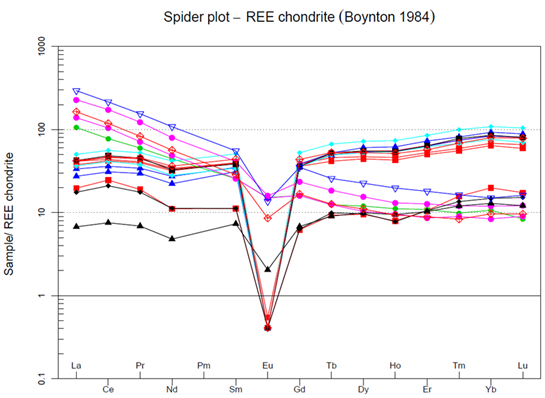 Spider plot – REE chondrite (Boynton 1984)
Sample/ REE chondrite
1000
100
10
1
0.1
La Pr Pm Eu Tb Ho Tm Lu
Ce Nd Sm Gd Dy Er Yb